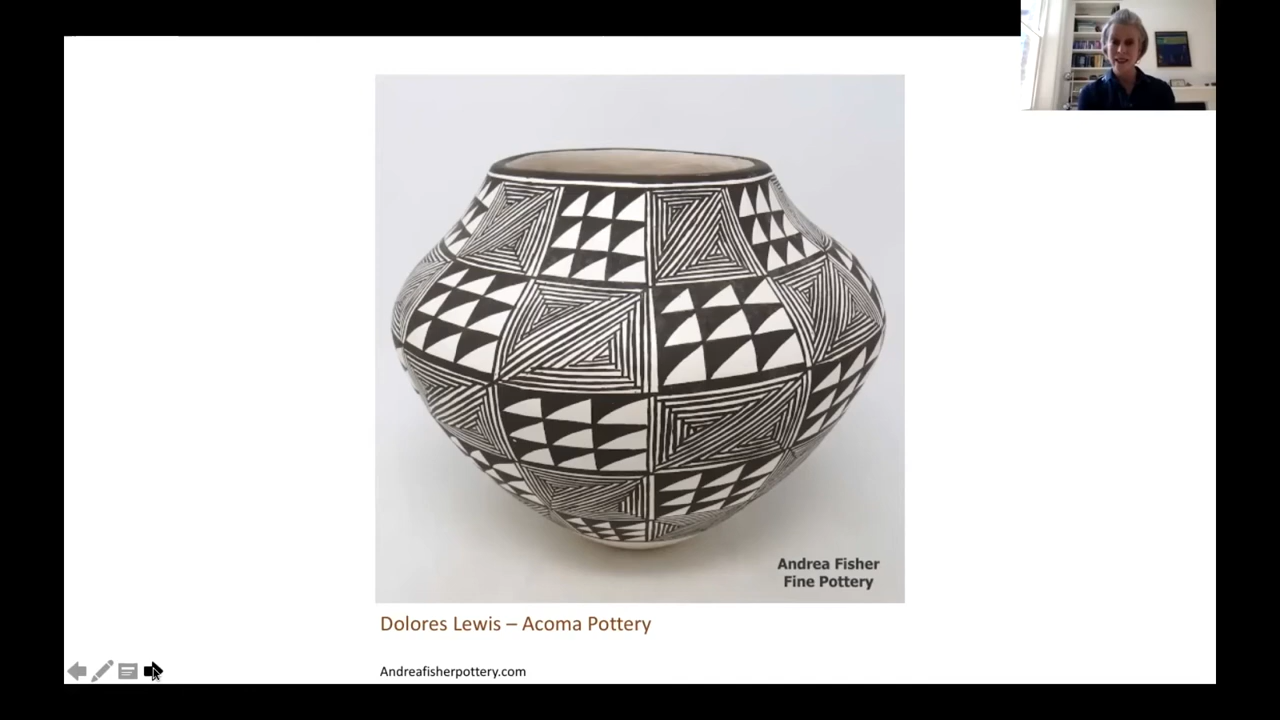 Andrea Fisher
Fine Pottery
Dolores Lewis – Acoma Pottery
Andreafisherpottery.com